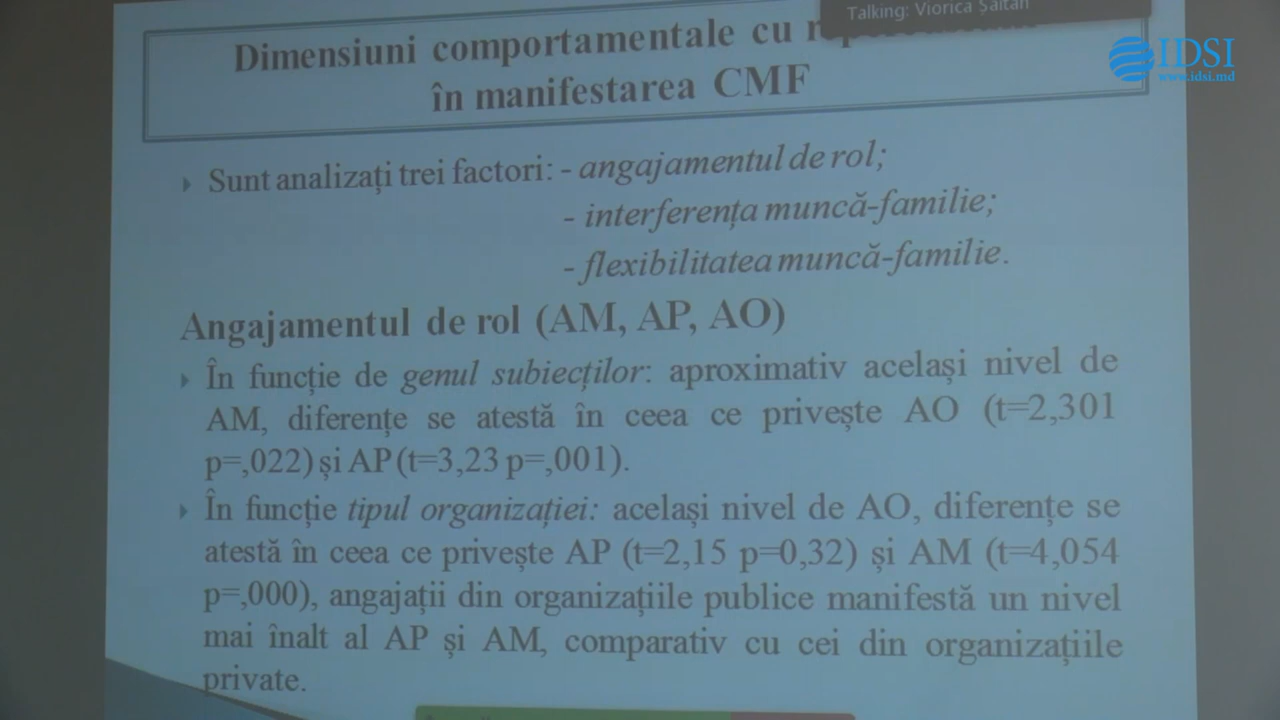 Talking: Viorica Șaltan
IDSI
www.idsi.md
Dimensiuni comportamentale cu
în manifestarea CMF
Sunt analizați trei factori: - angajamentul de rol;
- interferența muncă-familie;
- flexibilitatea muncă-familie.
Angajamentul de rol (AM, AP, AO)
În funcție de genul subiecților: aproximativ același nivel de
AM, diferențe se atestă în ceea ce privește AO (t=2,301
p=,022) și AP (t=3,23 p=,001).
În funcție tipul organizației: același nivel de AO, diferențe se
atestă în ceea ce privește AP (t=2,15 p=0,32) și AM (t=4,054
p=,000), angajații din organizațiile publice manifestă un nivel
mai înalt al AP și AM, comparativ cu cei din organizațiile
private.